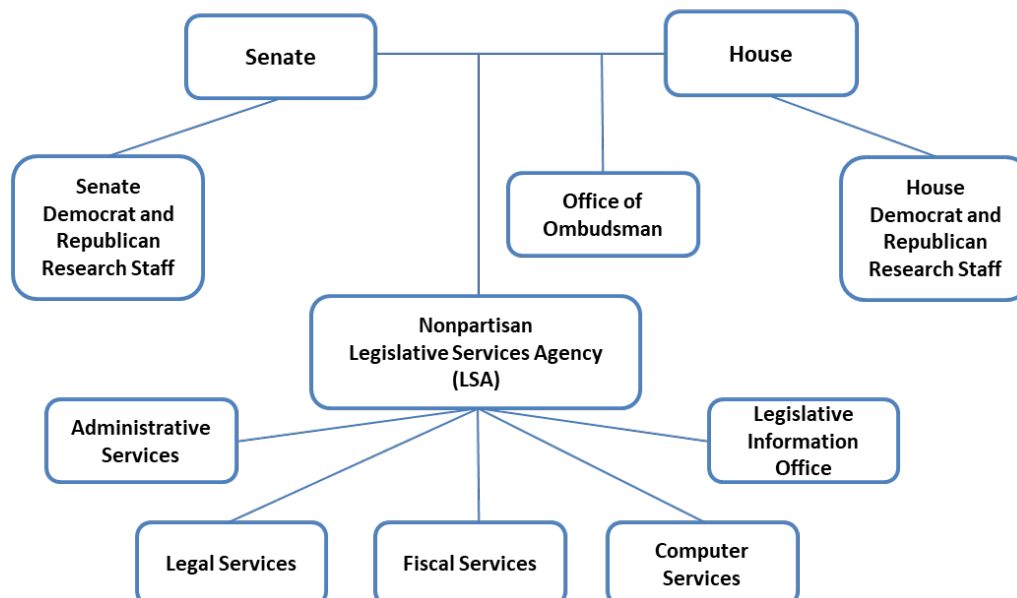 Senate
House
Senate
Democrat and
Republican
Research Staff
Office of
Ombudsman
House
Democrat and
Republican
Research Staff
Nonpartisan
Legislative Services Agency
(LSA)
Administrative
Services
Legislative
Information
Office
Legal Services
Fiscal Services
Computer
Services